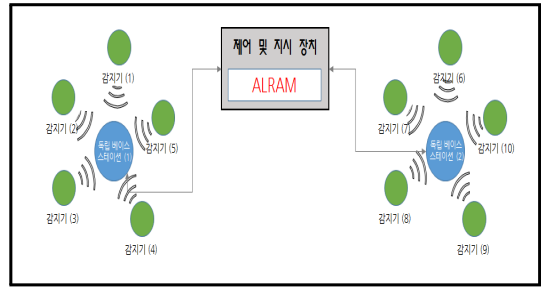 제어 및 지시 장치
ALRAM
감지기 (1)
감지기 (2)
감지기 (5)
독립 베이스
스테이션 (1)
감지기 (3)
감지기 (4)
감지기 (6)
감지기 (7)
감지기 (10)
독립 베이스
스테이션 (2)
감지기 (8)
감지기 (9)